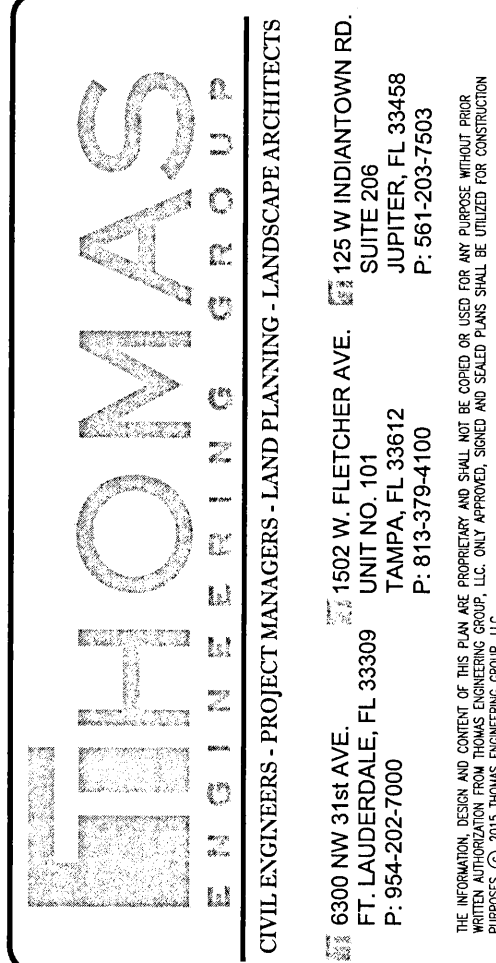 THOMAS
ENGINEERING GROUP
CIVIL ENGINEERS - PROJECT MANAGERS - LAND PLANNING - LANDSCAPE ARCHITECTS
6300 NW 31st AVE.
FT. LAUDERDALE, FL 33309
P: 954-202-7000
1502 W. FLETCHER AVE.
UNIT NO. 101
TAMPA, FL 33612
P: 813-379-4100
125 W INDIANTOWN RD.
SUITE 206
JUPITER, FL 33458
P: 561-203-7503
THE INFORMATION, DESIGN AND CONTENT OF THIS PLAN ARE PROPRIETARY AND SHALL NOT BE COPIED OR USED FOR ANY PURPOSE WITHOUT PRIOR
WRITTEN AUTHORIZATION FROM THOMAS ENGINEERING GROUP, LLC. ONLY APPROVED, SIGNED AND SEALED PLANS SHALL BE UTILIZED FOR CONSTRUCTION
PURPOSES © 2015 THOMAS ENGINEERING GROUP, LLC